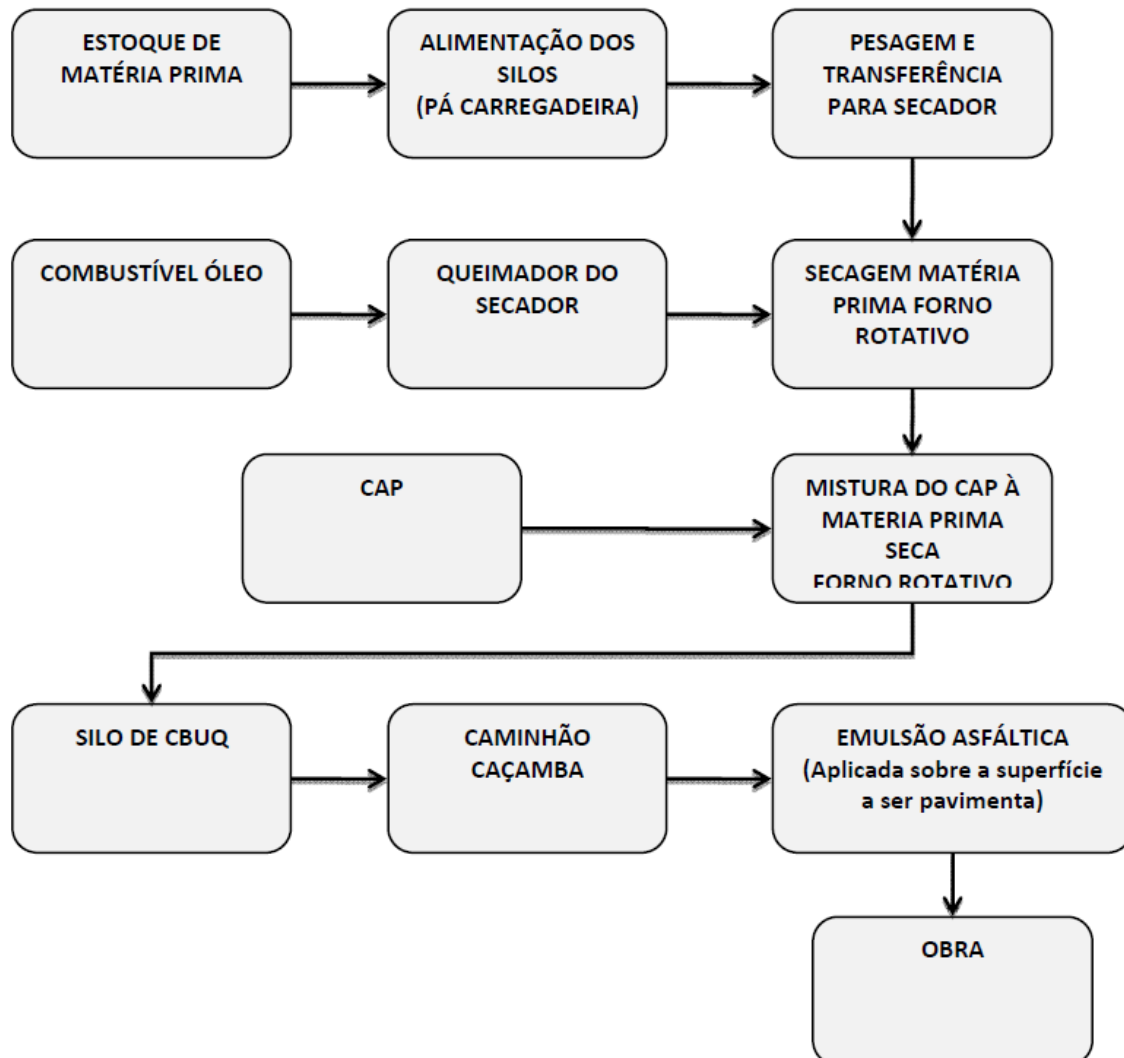 ESTOQUE DE
MATÉRIA PRIMA
ALIMENTAÇÃO DOS
SILOS
(PÁ CARREGADEIRA)
PESAGEM E
TRANSFERÊNCIA
PARA SECADOR
COMBUSTÍVEL ÓLEO
QUEIMADOR DO
SECADOR
SECAGEM MATÉRIA
PRIMA FORNO
ROTATIVO
CAP
MISTURA DO CAP À
MATERIA PRIMA
SECA
FORNO ROTATIVO
SILO DE CBUQ
CAMINHÃO
CAÇAMBA
EMULSÃO ASFÁLTICA
(Aplicada sobre a superfície
a ser pavimenta)
OBRA